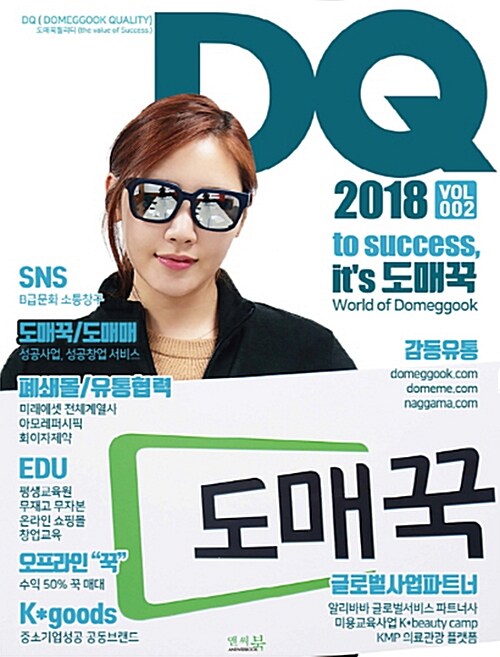 DQ ( DOMEGGOOK QUALITY)
도매꾹퀄리티 (the value of Success.)
DQ
2018 VOL 002
to success,
it's 도매꾹
World of Domeggook
SNS
B급문화 소통창구
도매꾹/도매매
성공사업, 성공창업 서비스
감동유통
domeggook.com
domeme.com
naggama.com
폐쇄몰/유통협력
미래에셋 전체계열사
아모레퍼시픽
휘이지제약
EDU
평생교육원
무재고 무자본
온라인 쇼핑몰
창업교육
도매꾹
오프라인 “꾹”
수익 50% 꾹 매대
K*goods
중소기업성공 공동브랜드
글로벌사업파트너
알리바바 글로벌서비스 파트너사
미용교육사업 K*beauty camp
KMP 의료관광 플랫폼
앤써북
ANSWERBOOK